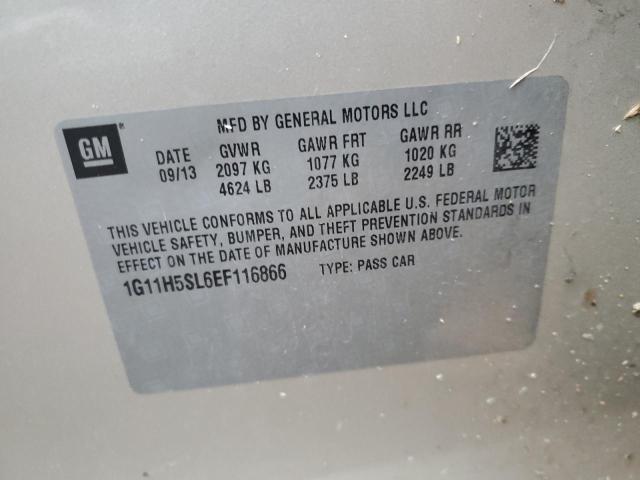 MFD BY GENERAL MOTORS LLC
GM
DATE GVWR GAWR FRT GAWR RR
09/13 2097 KG 1077 KG 1020 KG
4624 LB 2375 LB 2249 LB
THIS VEHICLE CONFORMS TO ALL APPLICABLE U.S. FEDERAL MOTOR
VEHICLE SAFETY, BUMPER, AND THEFT PREVENTION STANDARDS IN
EFFECT ON THE DATE OF MANUFACTURE SHOWN ABOVE.
1G11H5SL6EF116866 TYPE: PASS CAR